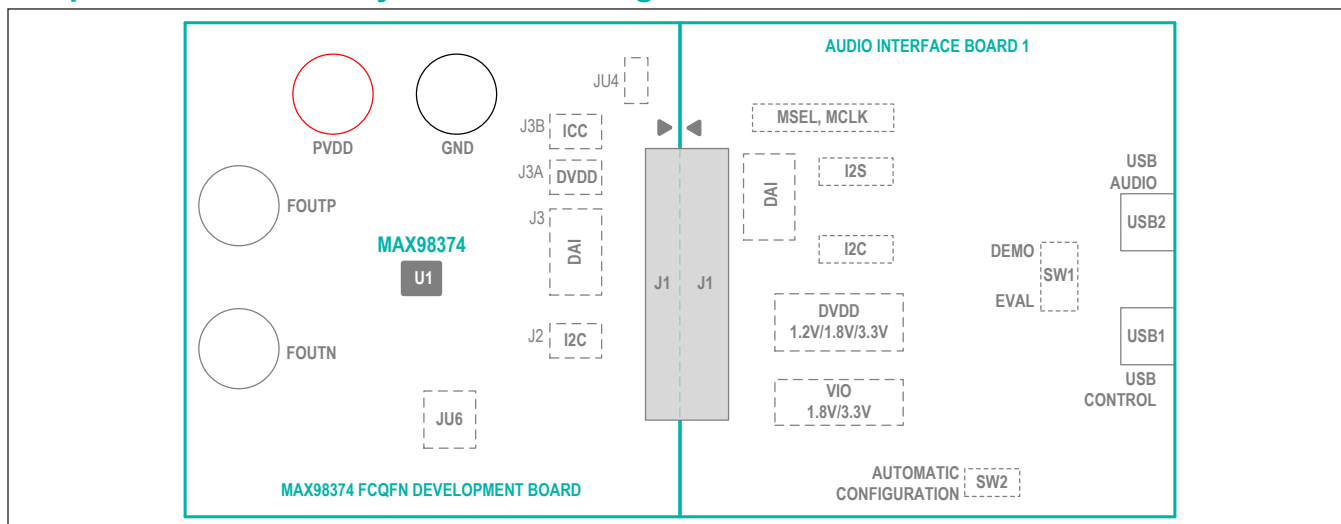 AUDIO INTERFACE BOARD 1
JU4
MSEL, MCLK
J3B
ICC
PVDD
GND
J3A
DVDD
I2S
USB
AUDIO
FOUTP
J3
DAI
DAI
USB2
MAX98374
U1
I2C
DEMO
SW1
EVAL
J1
J1
DVDD
1.2V/1.8V/3.3V
J2
I2C
USB1
FOUTN
USB
CONTROL
VIO
1.8V/3.3V
JU6
AUTOMATIC
CONFIGURATION
SW2
MAX98374 FCQFN DEVELOPMENT BOARD